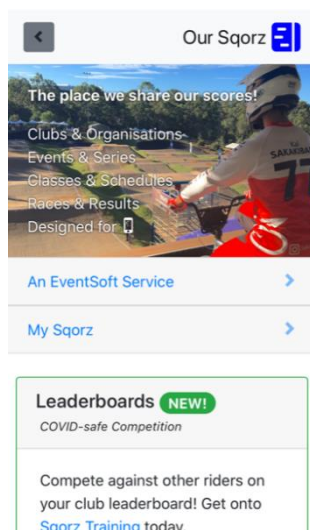 Our Sqorz
The place we share our scores!
Clubs & Organisations
Events & Series
Classes & Schedules
Races & Results
Designed for
SAKAKIBA
7
An EventSoft Service
My Sqorz
Leaderboards NEW!
COVID-safe Competition
Compete against other riders on
your club leaderboard! Get onto
Sqorz Training today